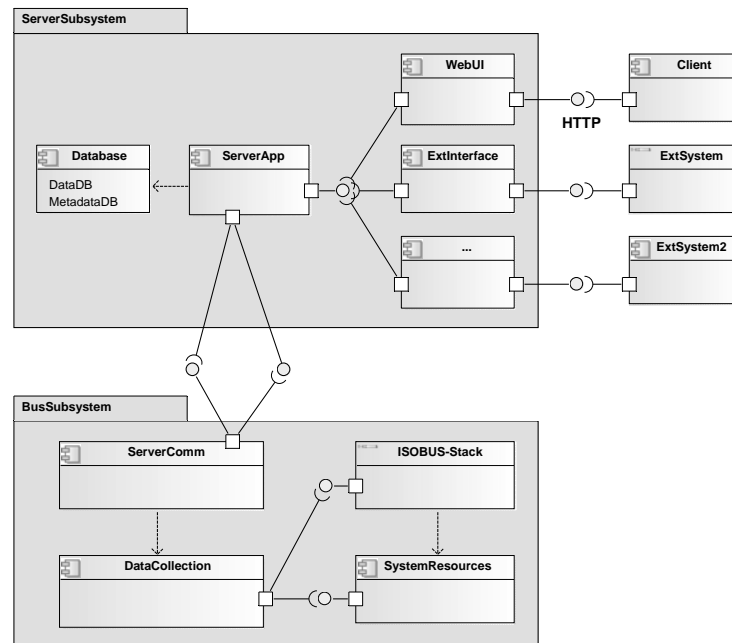 ServerSubsystem
WebUI
Client
HTTP
Database
DataDB
MetadataDB
ServerApp
ExtInterface
ExtSystem
...
ExtSystem2
BusSubsystem
ServerComm
ISOBUS-Stack
DataCollection
SystemResources